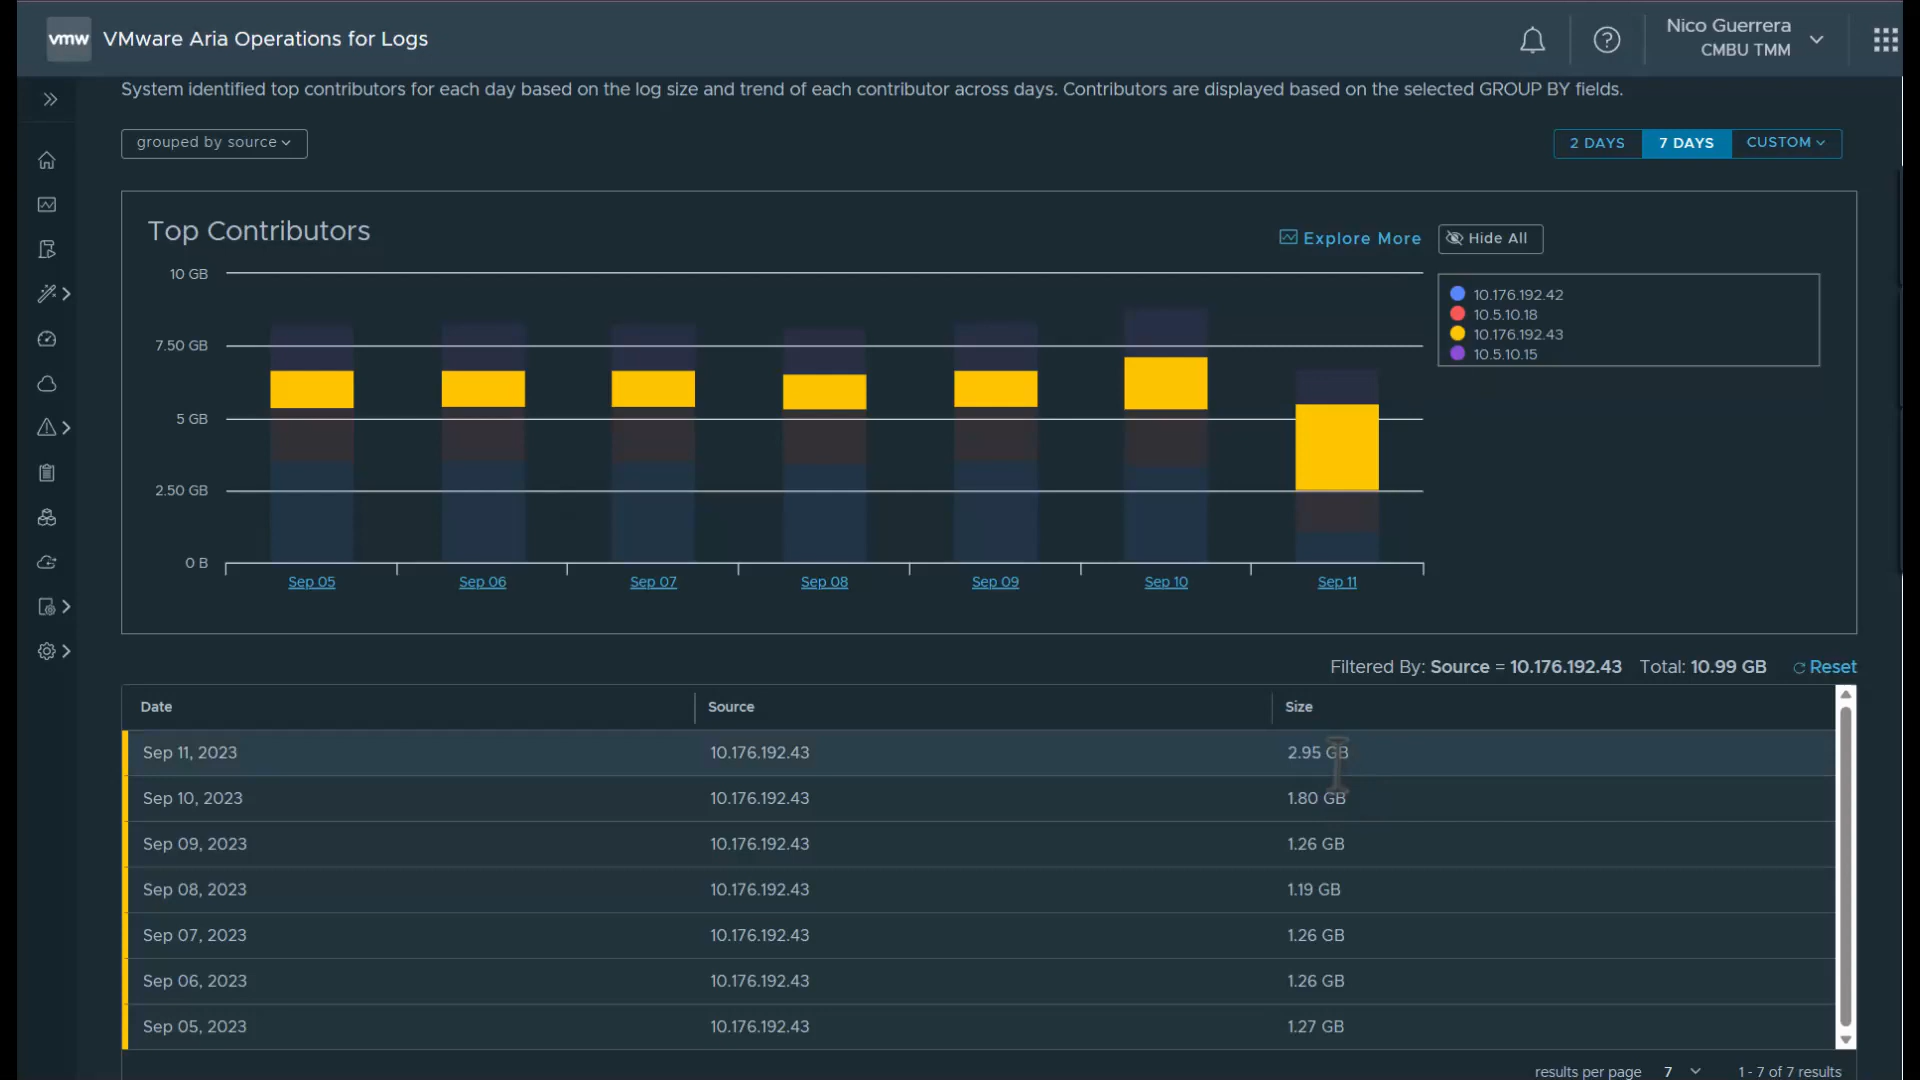 vmw VMware Aria Operations for Logs
Nico Guerrera
CMBU TMM
System identified top contributors for each day based on the log size and trend of each contributor across days. Contributors are displayed based on the selected GROUP BY fields.
grouped by source
2 DAYS 7 DAYS CUSTOM
Top Contributors
Explore More Hide All
10 GB
7.50 GB
5 GB
2.50 GB
0 B
10.176.192.42
10.5.10.18
10.176.192.43
10.5.10.15
Sep 05 Sep 06 Sep 07 Sep 08 Sep 09 Sep 10 Sep 11
Filtered By: Source = 10.176.192.43 Total: 10.99 GB Reset
Date Source Size
Sep 11, 2023 10.176.192.43 2.95 GB
Sep 10, 2023 10.176.192.43 1.80 GB
Sep 09, 2023 10.176.192.43 1.26 GB
Sep 08, 2023 10.176.192.43 1.19 GB
Sep 07, 2023 10.176.192.43 1.26 GB
Sep 06, 2023 10.176.192.43 1.26 GB
Sep 05, 2023 10.176.192.43 1.27 GB
results per page 7 1 - 7 of 7 results